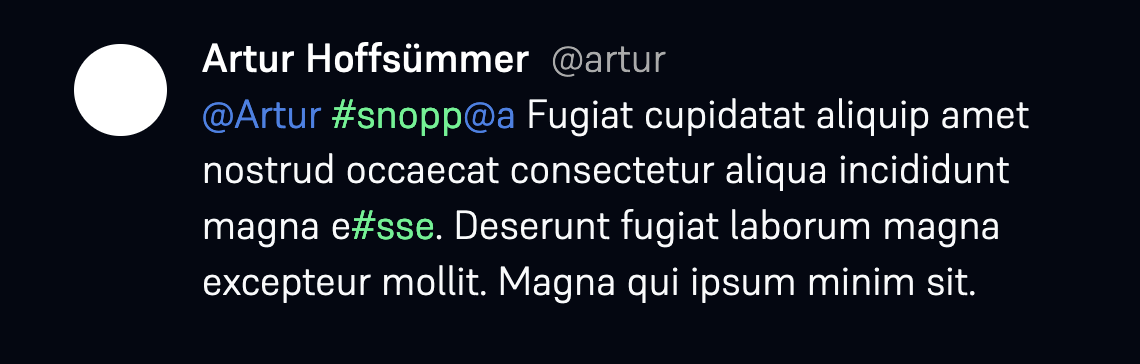 Artur Hoffsümmer @artur
@Artur #snopp@a Fugiat cupidatat aliquip amet
nostrud occaecat consectetur aliqua incididunt
magna e#sse. Deserunt fugiat laborum magna
excepteur mollit. Magna qui ipsum minim sit.